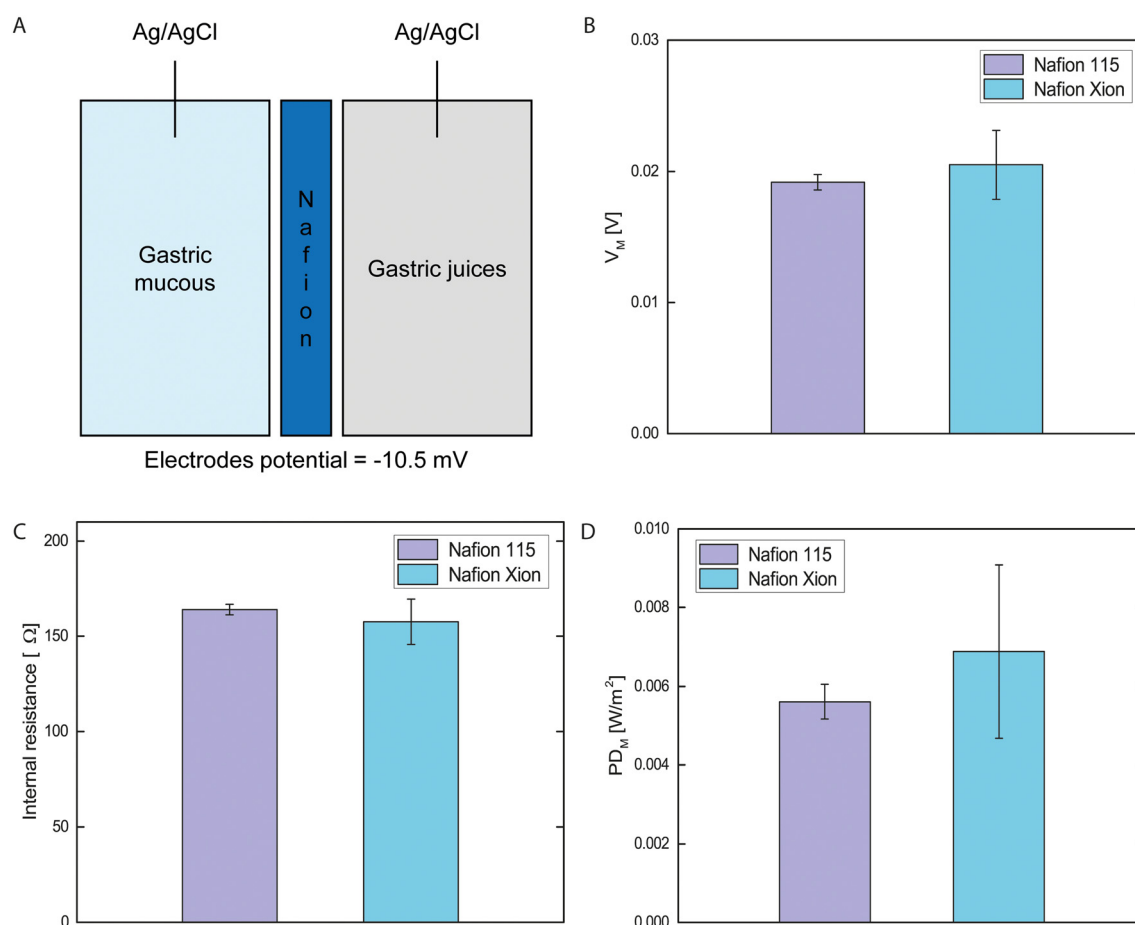 A
Ag/AgCl
Ag/AgCl
Gastric
mucous
N
a
f
i
o
n
Gastric juices
Electrodes potential = -10.5 mV
B
0.03
0.02
0.01
0.00
V_M [V]
Nafion 115
Nafion Xion
C
200
150
100
50
0
Internal resistance [ Ω]
Nafion 115
Nafion Xion
D
0.010
0.008
0.006
0.004
0.002
0.000
PD_M [W/m²]
Nafion 115
Nafion Xion